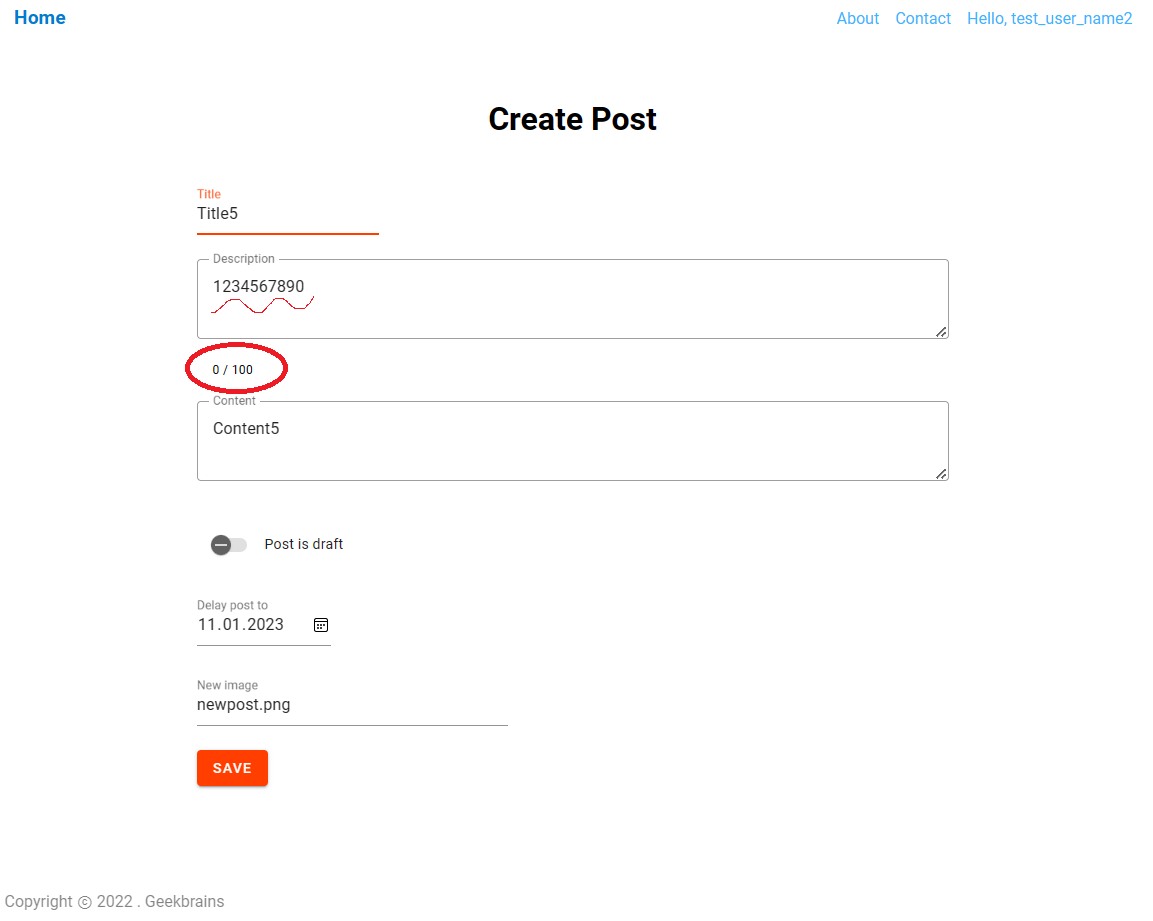 Home About Contact Hello, test_user_name2
Create Post
Title
Title5
Description
1234567890
0 / 100
Content
Content5
Post is draft
Delay post to
11.01.2023
New image
newpost.png
SAVE
Copyright © 2022 . Geekbrains